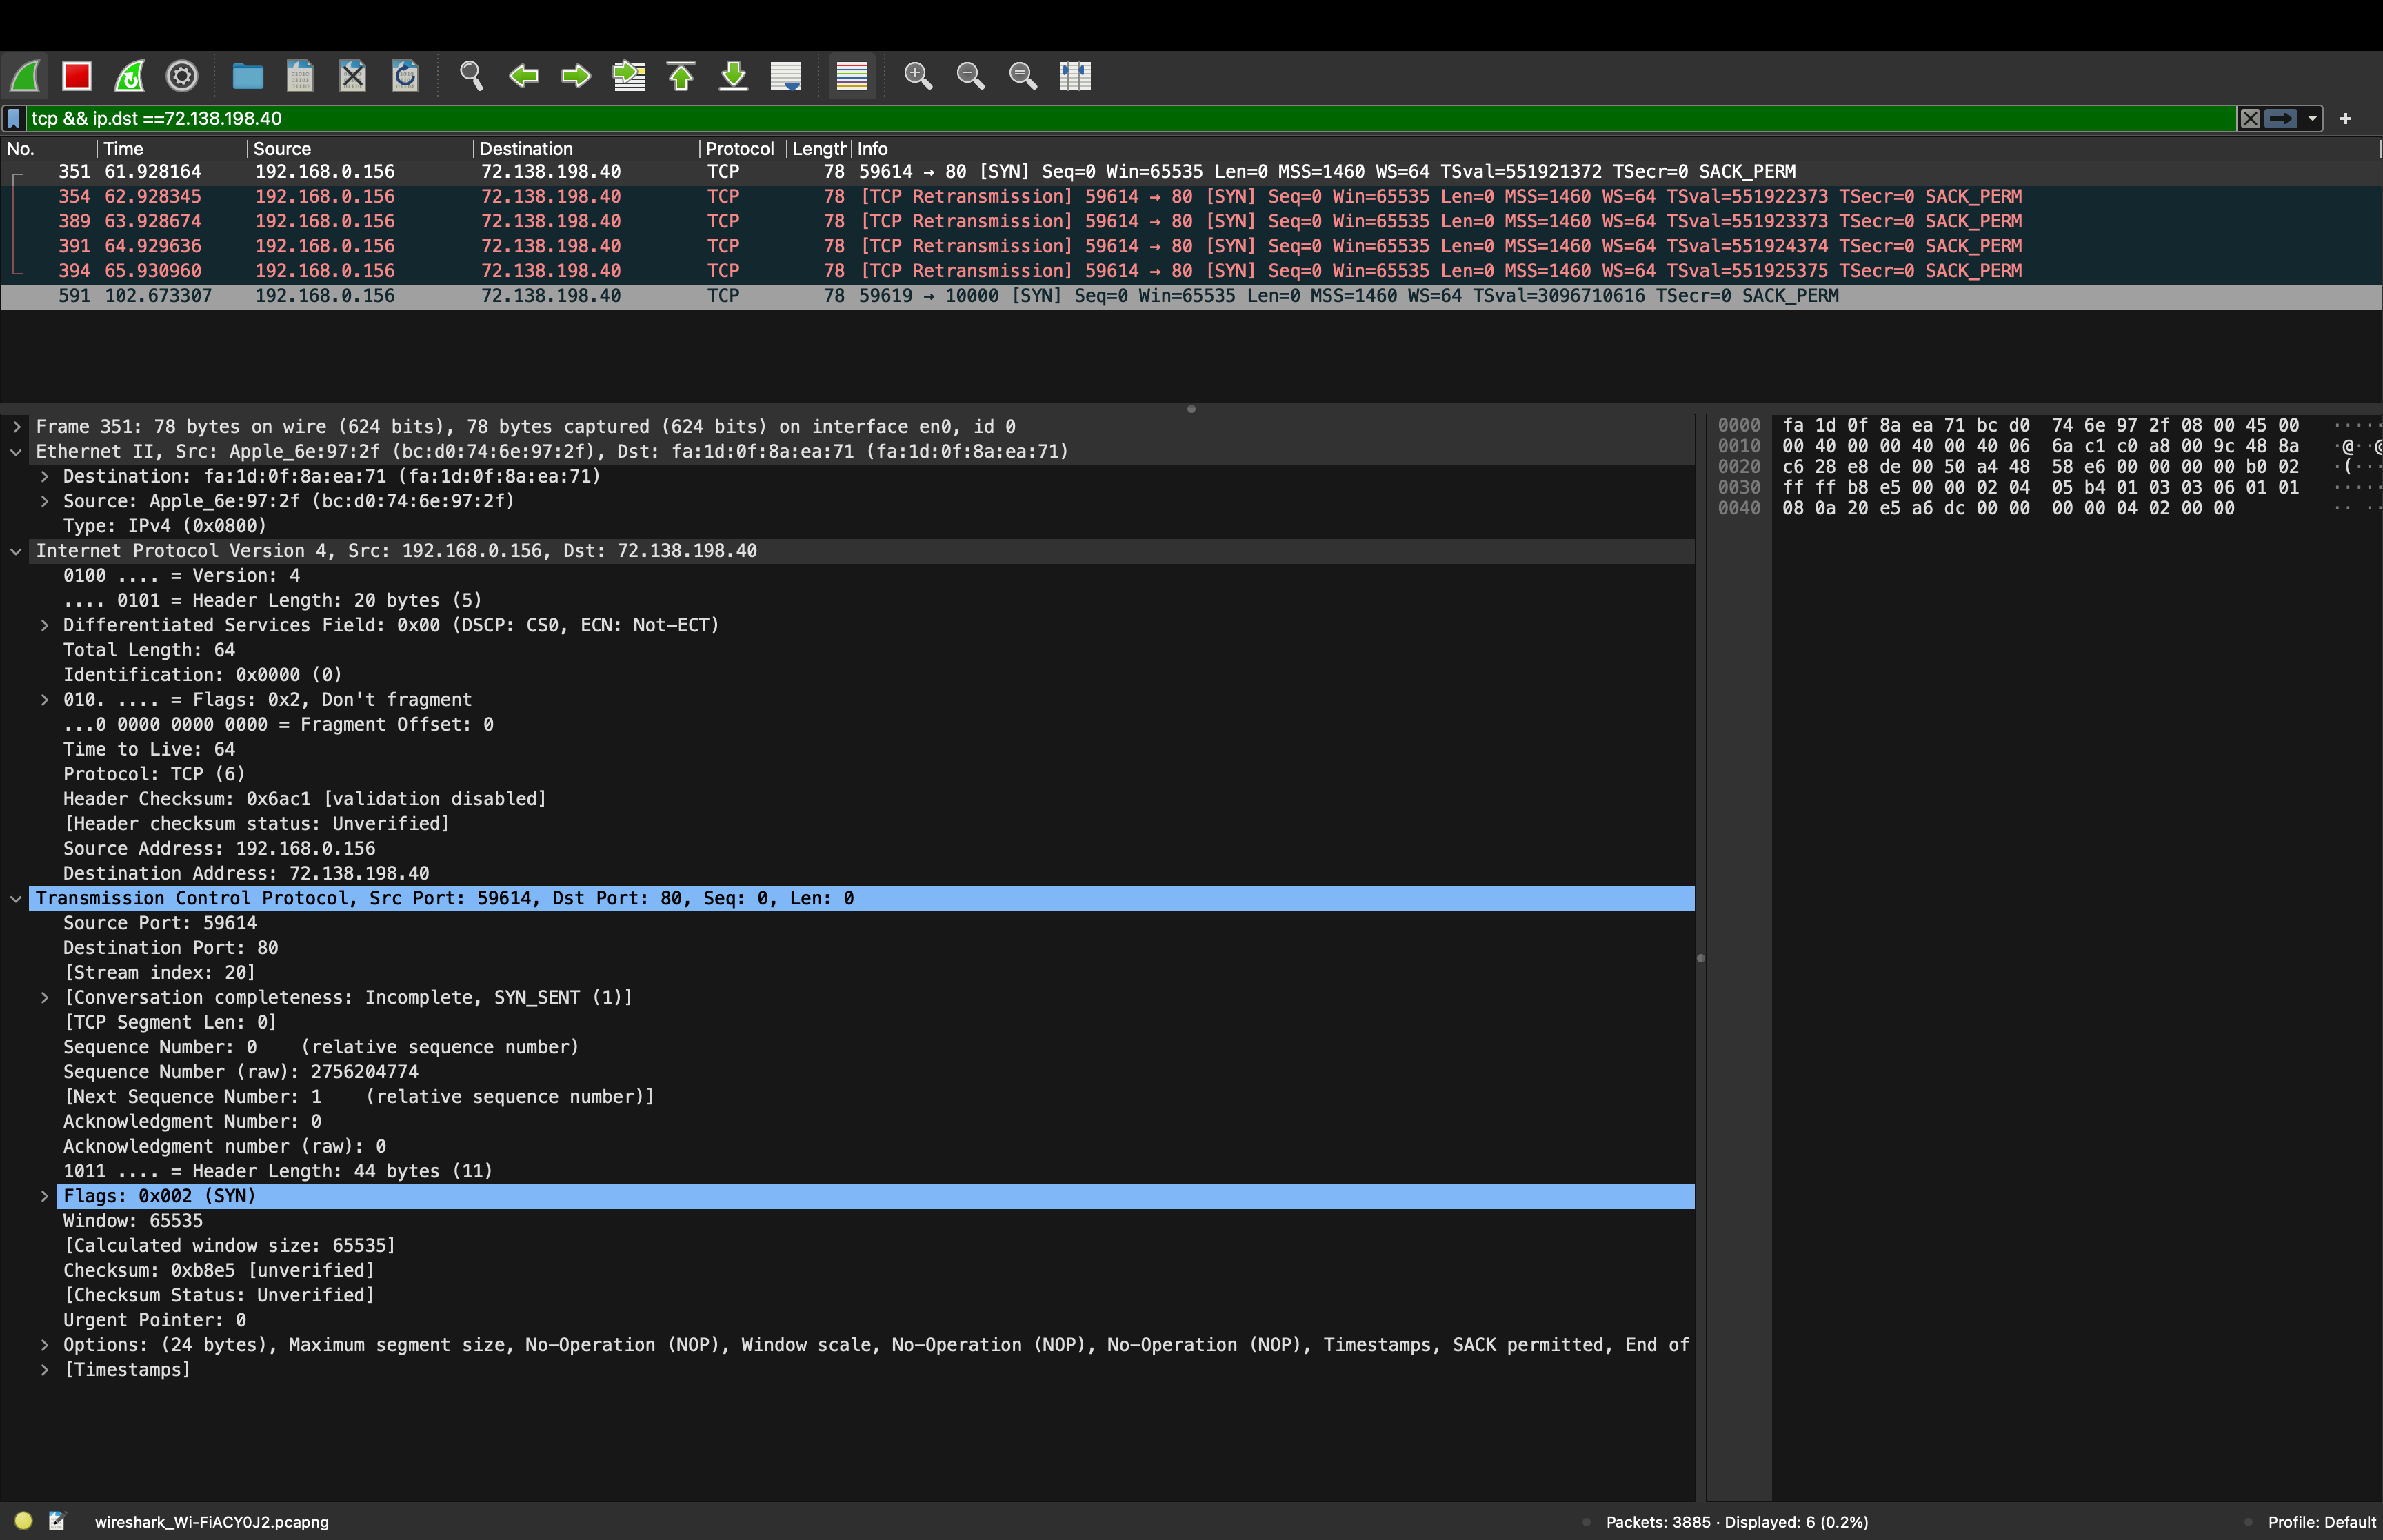 tcp && ip.dst ==72.138.198.40
No. Time Source Destination Protocol Length Info
351 61.928164 192.168.0.156 72.138.198.40 TCP 78 59614 → 80 [SYN] Seq=0 Win=65535 Len=0 MSS=1460 WS=64 TSval=551921372 TSecr=0 SACK_PERM
354 62.928345 192.168.0.156 72.138.198.40 TCP 78 [TCP Retransmission] 59614 → 80 [SYN] Seq=0 Win=65535 Len=0 MSS=1460 WS=64 TSval=551922373 TSecr=0 SACK_PERM
389 63.928674 192.168.0.156 72.138.198.40 TCP 78 [TCP Retransmission] 59614 → 80 [SYN] Seq=0 Win=65535 Len=0 MSS=1460 WS=64 TSval=551923373 TSecr=0 SACK_PERM
391 64.929636 192.168.0.156 72.138.198.40 TCP 78 [TCP Retransmission] 59614 → 80 [SYN] Seq=0 Win=65535 Len=0 MSS=1460 WS=64 TSval=551924374 TSecr=0 SACK_PERM
394 65.930960 192.168.0.156 72.138.198.40 TCP 78 [TCP Retransmission] 59614 → 80 [SYN] Seq=0 Win=65535 Len=0 MSS=1460 WS=64 TSval=551925375 TSecr=0 SACK_PERM
591 102.673307 192.168.0.156 72.138.198.40 TCP 78 59619 → 10000 [SYN] Seq=0 Win=65535 Len=0 MSS=1460 WS=64 TSval=3096710616 TSecr=0 SACK_PERM
Frame 351: 78 bytes on wire (624 bits), 78 bytes captured (624 bits) on interface en0, id 0
Ethernet II, Src: Apple_6e:97:2f (bc:d0:74:6e:97:2f), Dst: fa:1d:0f:8a:ea:71 (fa:1d:0f:8a:ea:71)
Destination: fa:1d:0f:8a:ea:71 (fa:1d:0f:8a:ea:71)
Source: Apple_6e:97:2f (bc:d0:74:6e:97:2f)
Type: IPv4 (0x0800)
Internet Protocol Version 4, Src: 192.168.0.156, Dst: 72.138.198.40
0100 .... = Version: 4
.... 0101 = Header Length: 20 bytes (5)
Differentiated Services Field: 0x00 (DSCP: CS0, ECN: Not-ECT)
Total Length: 64
Identification: 0x0000 (0)
010. .... = Flags: 0x2, Don't fragment
...0 0000 0000 0000 = Fragment Offset: 0
Time to Live: 64
Protocol: TCP (6)
Header Checksum: 0x6ac1 [validation disabled]
[Header checksum status: Unverified]
Source Address: 192.168.0.156
Destination Address: 72.138.198.40
Transmission Control Protocol, Src Port: 59614, Dst Port: 80, Seq: 0, Len: 0
Source Port: 59614
Destination Port: 80
[Stream index: 20]
[Conversation completeness: Incomplete, SYN_SENT (1)]
[TCP Segment Len: 0]
Sequence Number: 0 (relative sequence number)
Sequence Number (raw): 2756204774
[Next Sequence Number: 1 (relative sequence number)]
Acknowledgment Number: 0
Acknowledgment number (raw): 0
1011 .... = Header Length: 44 bytes (11)
Flags: 0x002 (SYN)
Window: 65535
[Calculated window size: 65535]
Checksum: 0xb8e5 [unverified]
[Checksum Status: Unverified]
Urgent Pointer: 0
Options: (24 bytes), Maximum segment size, No-Operation (NOP), Window scale, No-Operation (NOP), No-Operation (NOP), Timestamps, SACK permitted, End of
[Timestamps]
0000 fa 1d 0f 8a ea 71 bc d0 74 6e 97 2f 08 00 45 00 ·····
0010 00 40 00 00 40 00 40 06 6a c1 c0 a8 00 9c 48 8a ·@··@
0020 c6 28 e8 de 00 50 a4 48 58 e6 00 00 00 00 b0 02 ·(···
0030 ff ff b8 e5 00 00 02 04 05 b4 01 03 03 06 01 01 ·····
0040 08 0a 20 e5 a6 dc 00 00 00 00 04 02 00 00 ·· ··
wireshark_Wi-FiACY0J2.pcapng
Packets: 3885 · Displayed: 6 (0.2%)
Profile: Default